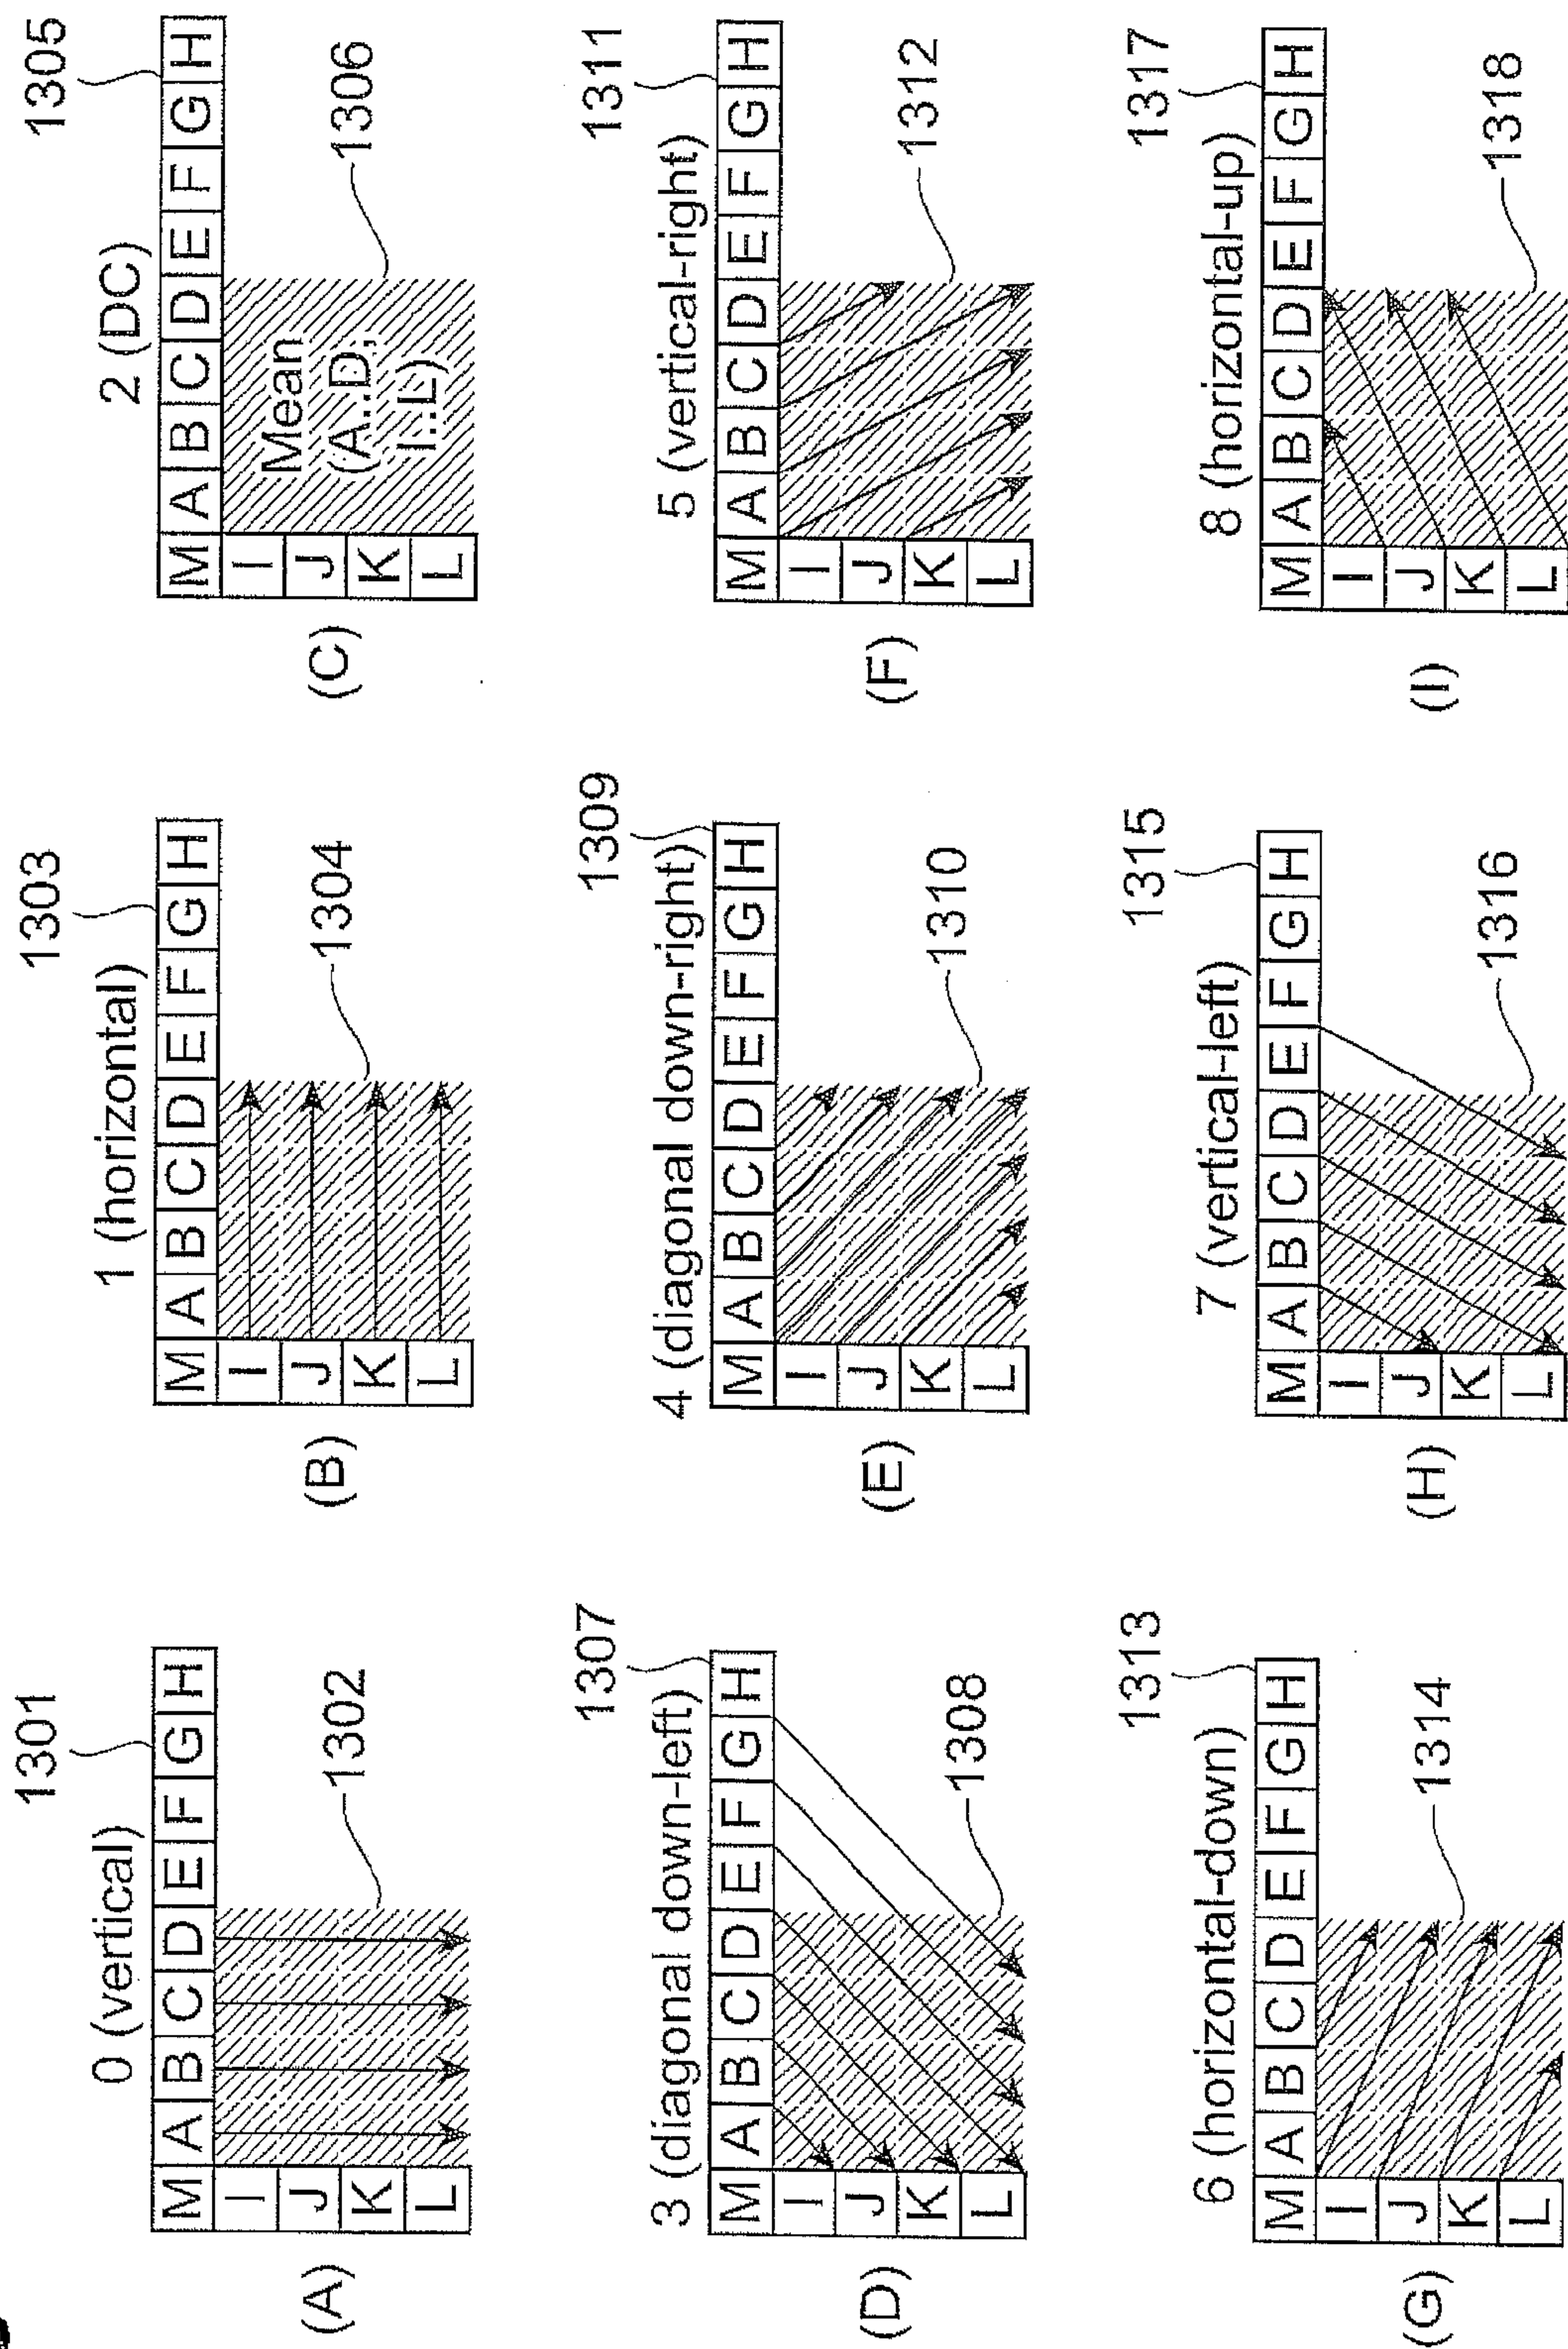 1301
0 (vertical)
M A B C D E F G H
I
J
K
L
1302
(A)
1303
1 (horizontal)
M A B C D E F G H
I
J
K
L
1304
(B)
1305
2 (DC)
M A B C D E F G H
I
J
K
L
Mean
(A..D,
I..L)
1306
(C)
1307
3 (diagonal down-left)
M A B C D E F G H
I
J
K
L
1308
(D)
1309
4 (diagonal down-right)
M A B C D E F G H
I
J
K
L
1310
(E)
1311
5 (vertical-right)
M A B C D E F G H
I
J
K
L
1312
(F)
1313
6 (horizontal-down)
M A B C D E F G H
I
J
K
L
1314
(G)
1315
7 (vertical-left)
M A B C D E F G H
I
J
K
L
1316
(H)
1317
8 (horizontal-up)
M A B C D E F G H
I
J
K
L
1318
(I)